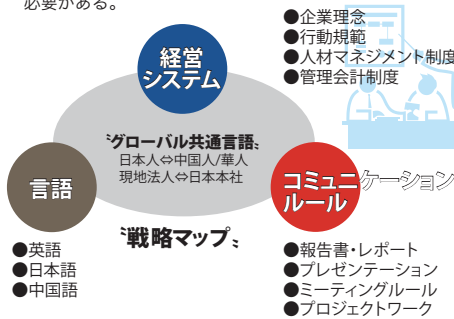 必要がある。
●企業理念
●行動規範
●人材マネジメント制度
●管理会計制度
経営
システム
〝グローバル共通言語〟
日本人⇔中国人/華人
現地法人⇔日本本社
言語
コミュニケーション
ルール
〝戦略マップ〟
●英語
●日本語
●中国語
●報告書・レポート
●プレゼンテーション
●ミーティングルール
●プロジェクトワーク